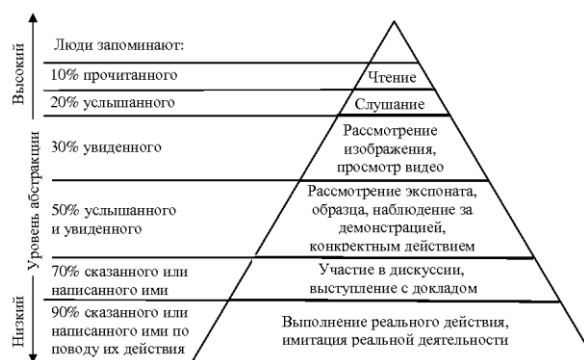 Высокий
Уровень абстракции
Низкий
Люди запоминают:
10% прочитанного
Чтение
20% услышанного
Слушание
30% увиденного
Рассмотрение
изображения,
просмотр видео
50% услышанного
и увиденного
Рассмотрение экспоната,
образца, наблюдение за
демонстрацией,
конкретным действием
70% сказанного или
написанного ими
Участие в дискуссии,
выступление с докладом
90% сказанного или
написанного ими по
поводу их действия
Выполнение реального действия,
имитация реальной деятельности